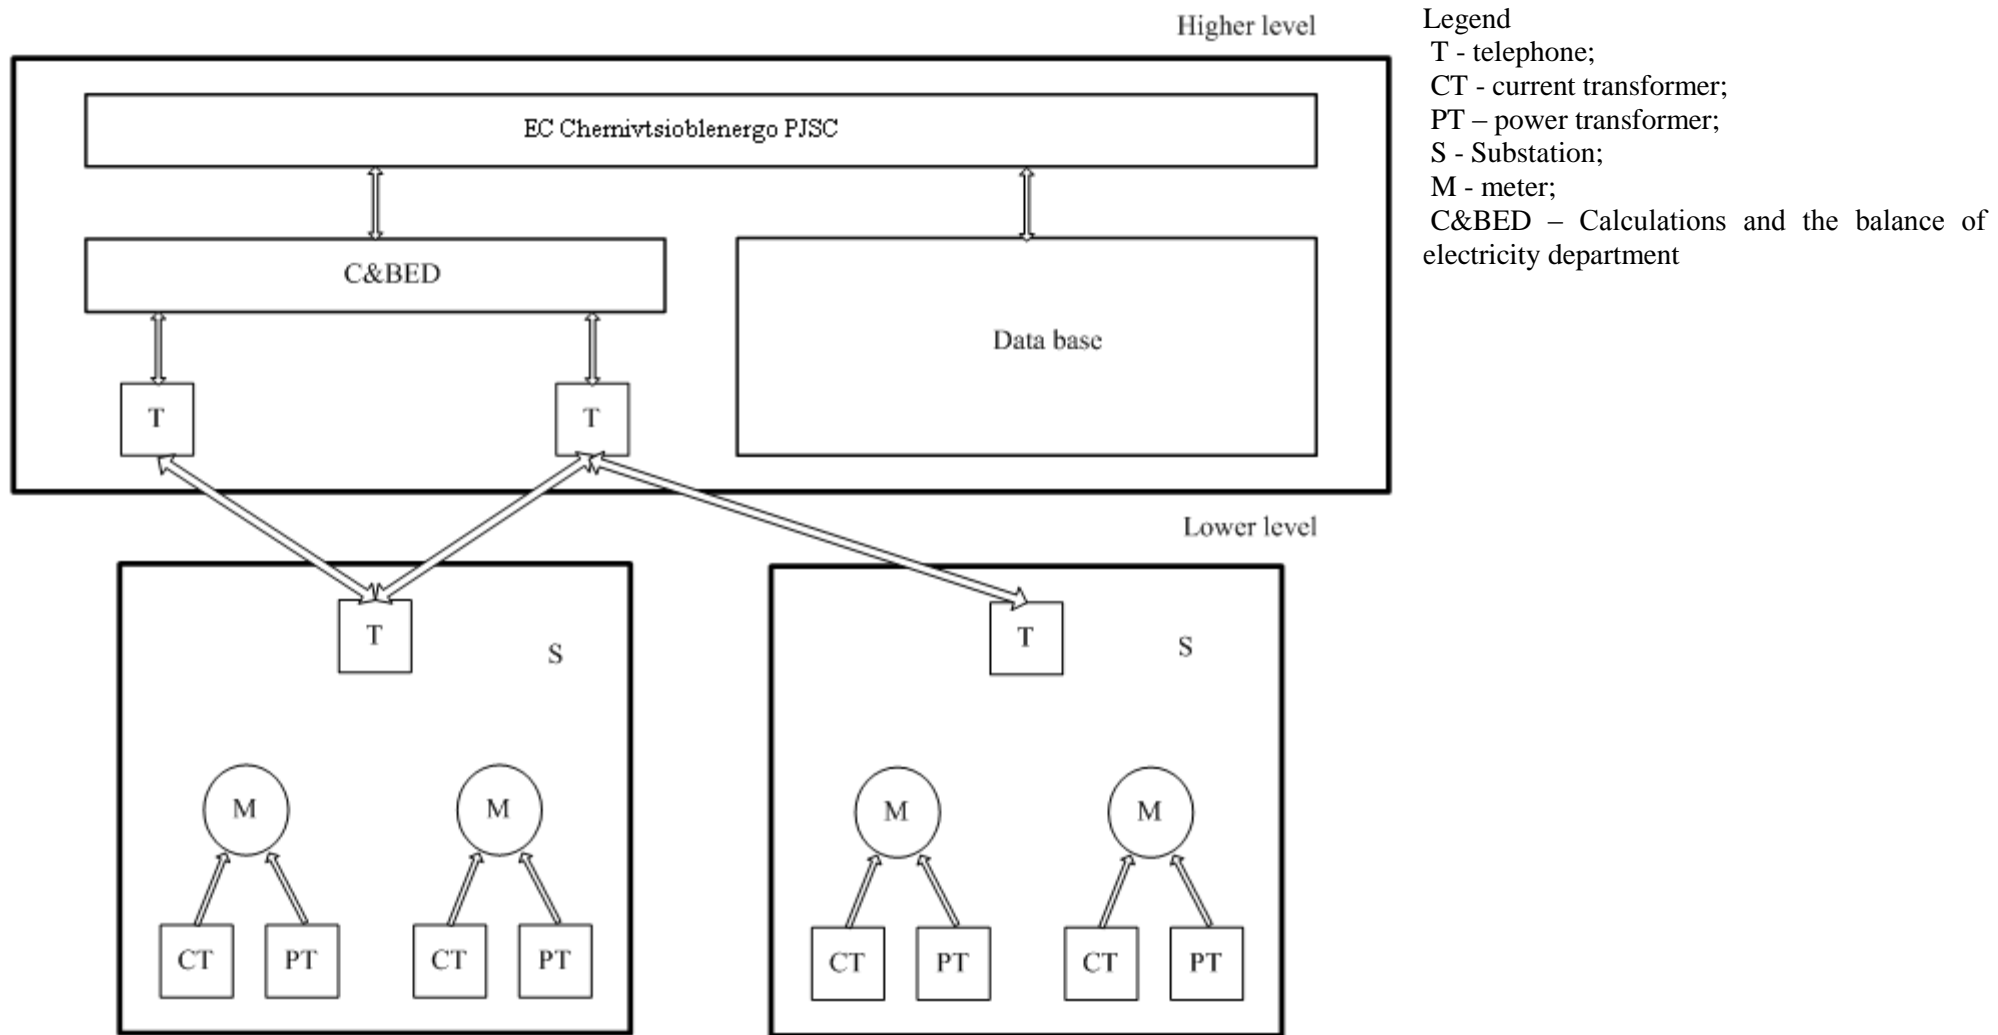 Higher level
EC Chernivtsioblenergo PJSC
C&BED
Data base
T
T
Lower level
T
S
T
S
M
M
M
M
CT
PT
CT
PT
CT
PT
CT
PT
Legend
T - telephone;
CT - current transformer;
PT – power transformer;
S - Substation;
M - meter;
C&BED – Calculations and the balance of
electricity department